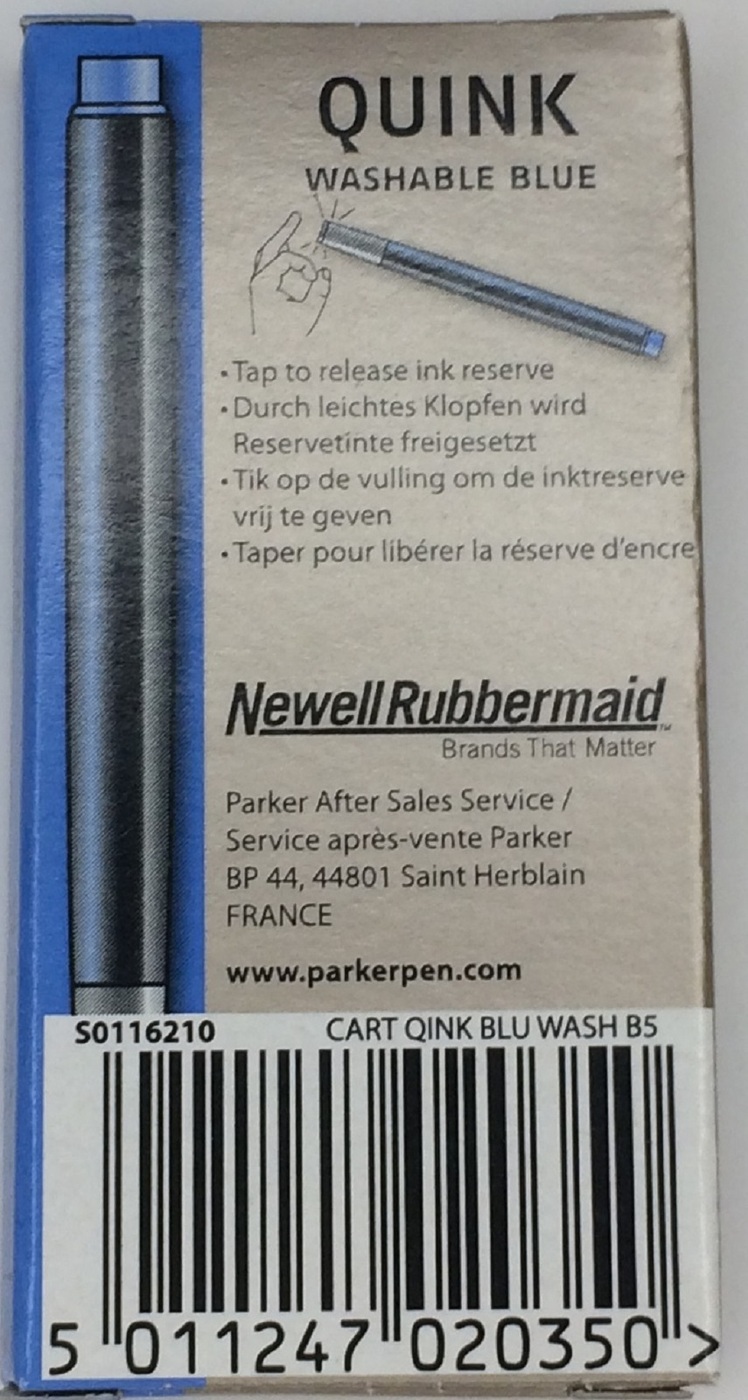 QUINK
WASHABLE BLUE
• Tap to release ink reserve
• Durch leichtes Klopfen wird
Reservetinte freigesetzt
• Tik op de vulling om de inktreserve
vrij te geven
• Taper pour libérer la réserve d'encre
NewellRubbermaid™
Brands That Matter
Parker After Sales Service /
Service après-vente Parker
BP 44, 44801 Saint Herblain
FRANCE
www.parkerpen.com
S0116210 CART QINK BLU WASH B5
5 011247 020350 >